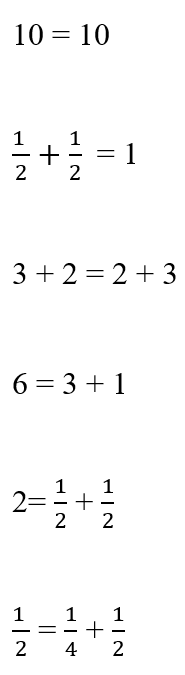 10 = 10
1/2 + 1/2 = 1
3 + 2 = 2 + 3
6 = 3 + 1
2= 1/2 + 1/2
1/2 = 1/4 + 1/2